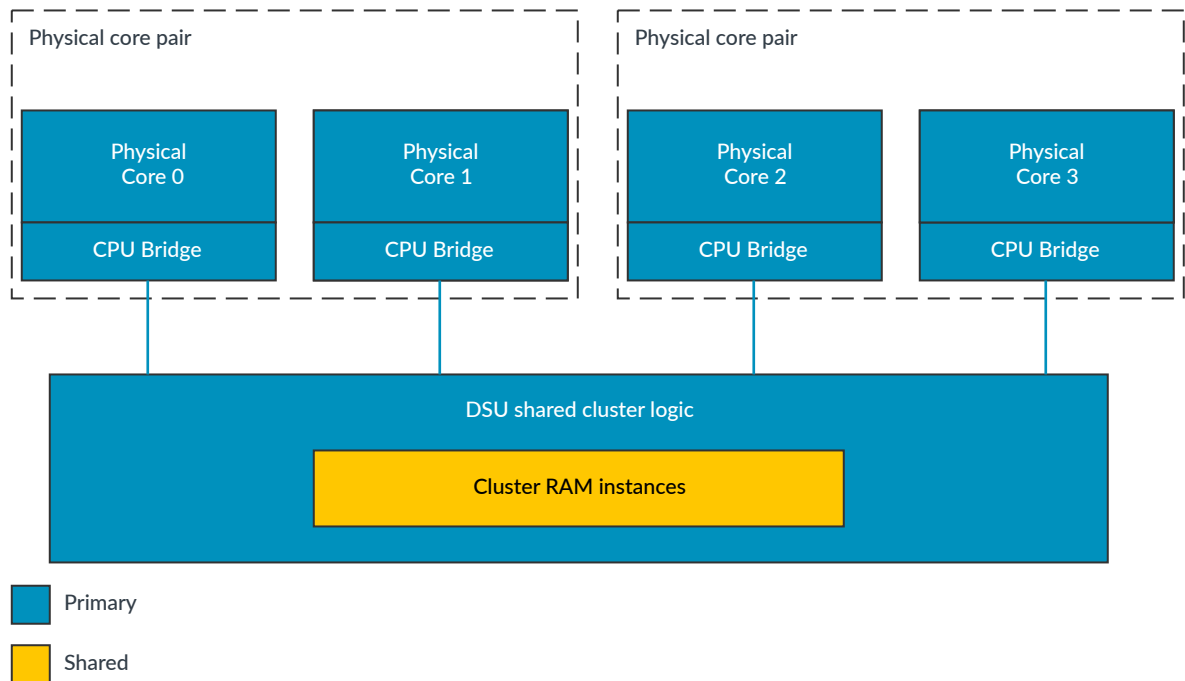 Physical core pair
Physical core pair
Physical
Core 0
Physical
Core 1
Physical
Core 2
Physical
Core 3
CPU Bridge
CPU Bridge
CPU Bridge
CPU Bridge
DSU shared cluster logic
Cluster RAM instances
Primary
Shared